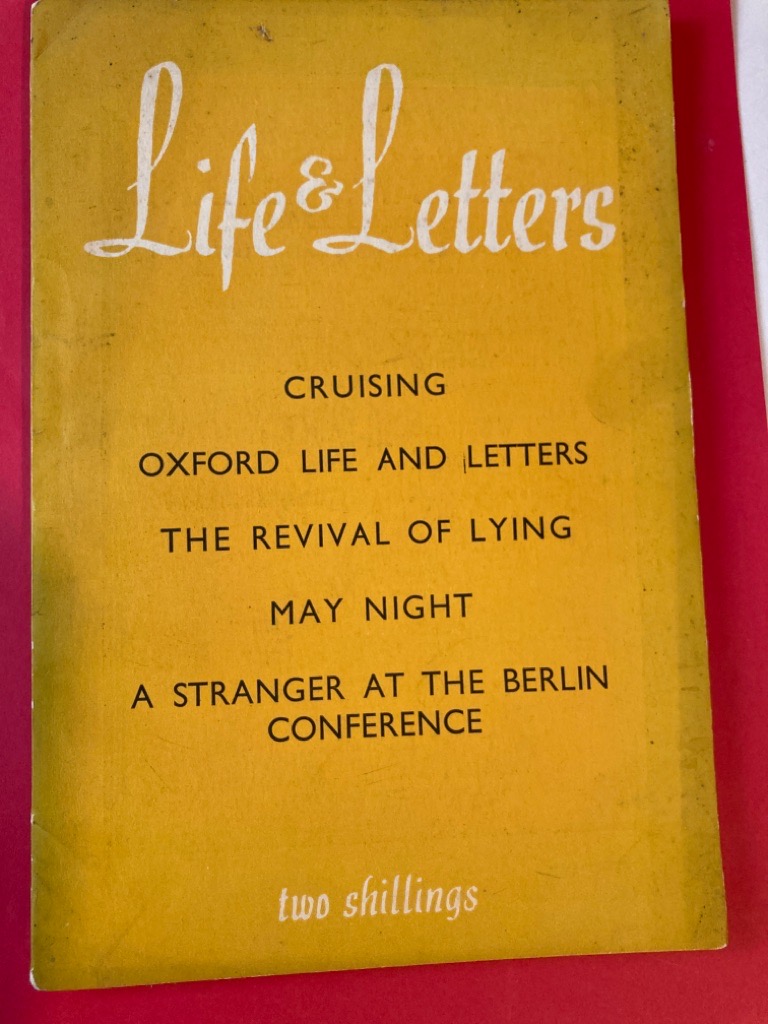 Life & Letters
CRUISING
OXFORD LIFE AND LETTERS
THE REVIVAL OF LYING
MAY NIGHT
A STRANGER AT THE BERLIN
CONFERENCE
two shillings